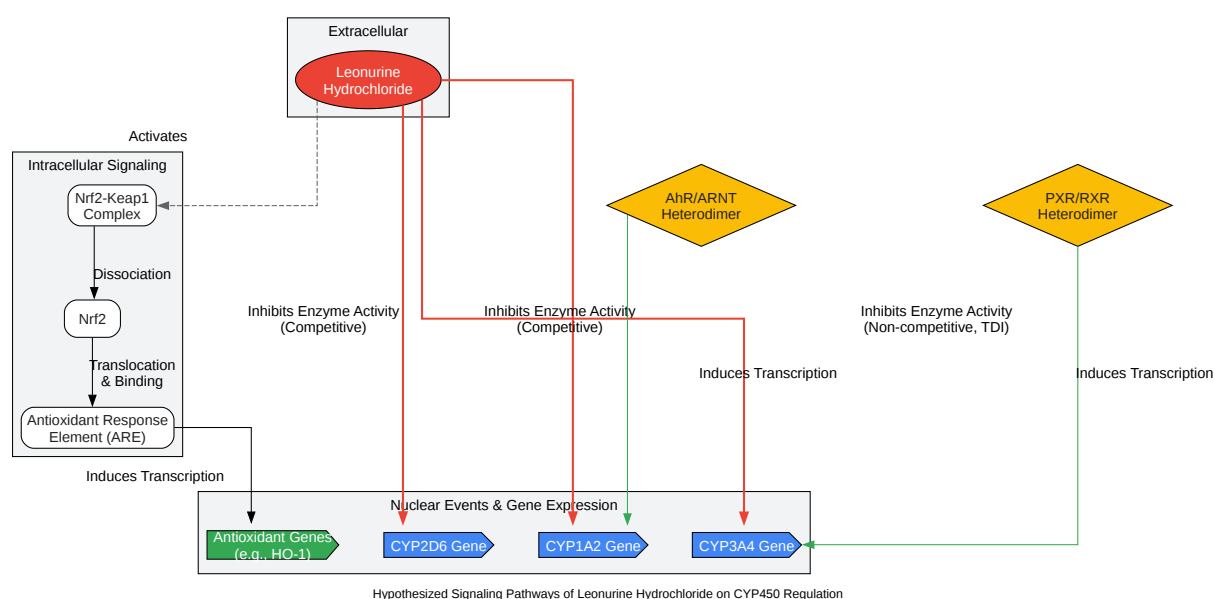 Extracellular
Leonurine
Hydrochloride
Activates
Intracellular Signaling
Nrf2-Keap1
Complex
AhR/ARNT
Heterodimer
PXR/RXR
Heterodimer
Dissociation
Nrf2
Inhibits Enzyme Activity
(Competitive)
Inhibits Enzyme Activity
(Competitive)
Inhibits Enzyme Activity
(Non-competitive, TDI)
Translocation
& Binding
Induces Transcription
Induces Transcription
Antioxidant Response
Element (ARE)
Induces Transcription
Nuclear Events & Gene Expression
Antioxidant Genes
(e.g., HO-1)
CYP2D6 Gene
CYP1A2 Gene
CYP3A4 Gene
Hypothesized Signaling Pathways of Leonurine Hydrochloride on CYP450 Regulation